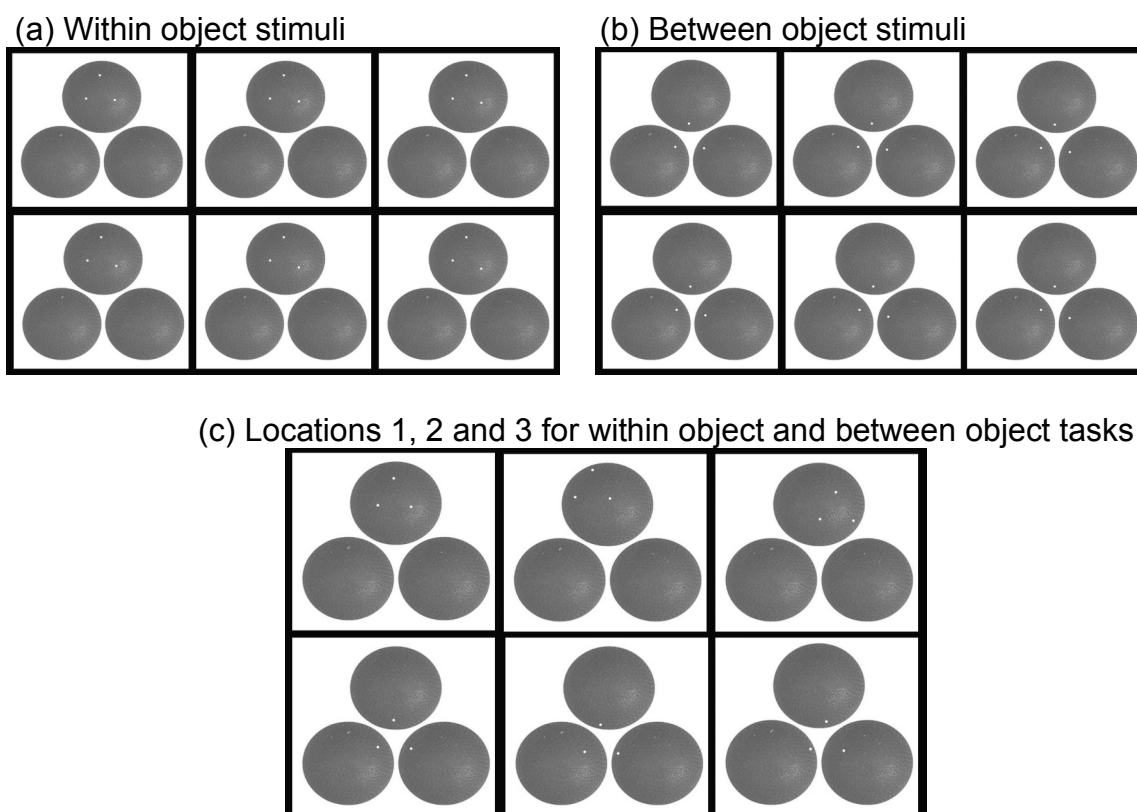 (a) Within object stimuli
(b) Between object stimuli
(c) Locations 1, 2 and 3 for within object and between object tasks